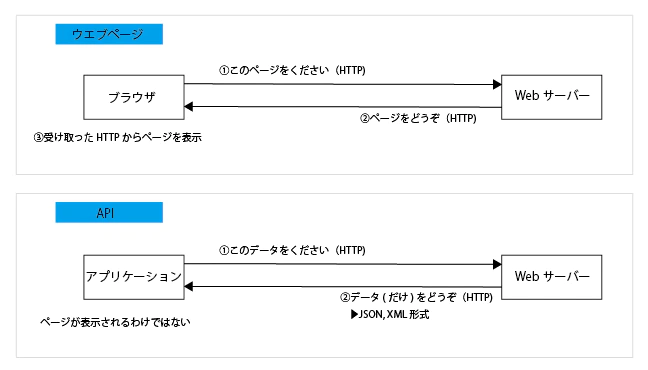 ウエブページ
①このページをください（HTTP)
ブラウザ
Web サーバー
②ページをどうぞ（HTTP)
③受け取った HTTP からページを表示
API
①このデータをください（HTTP)
アプリケーション
Web サーバー
②データ ( だけ ) をどうぞ（HTTP)
▶JSON, XML 形式
ページが表示されるわけではない